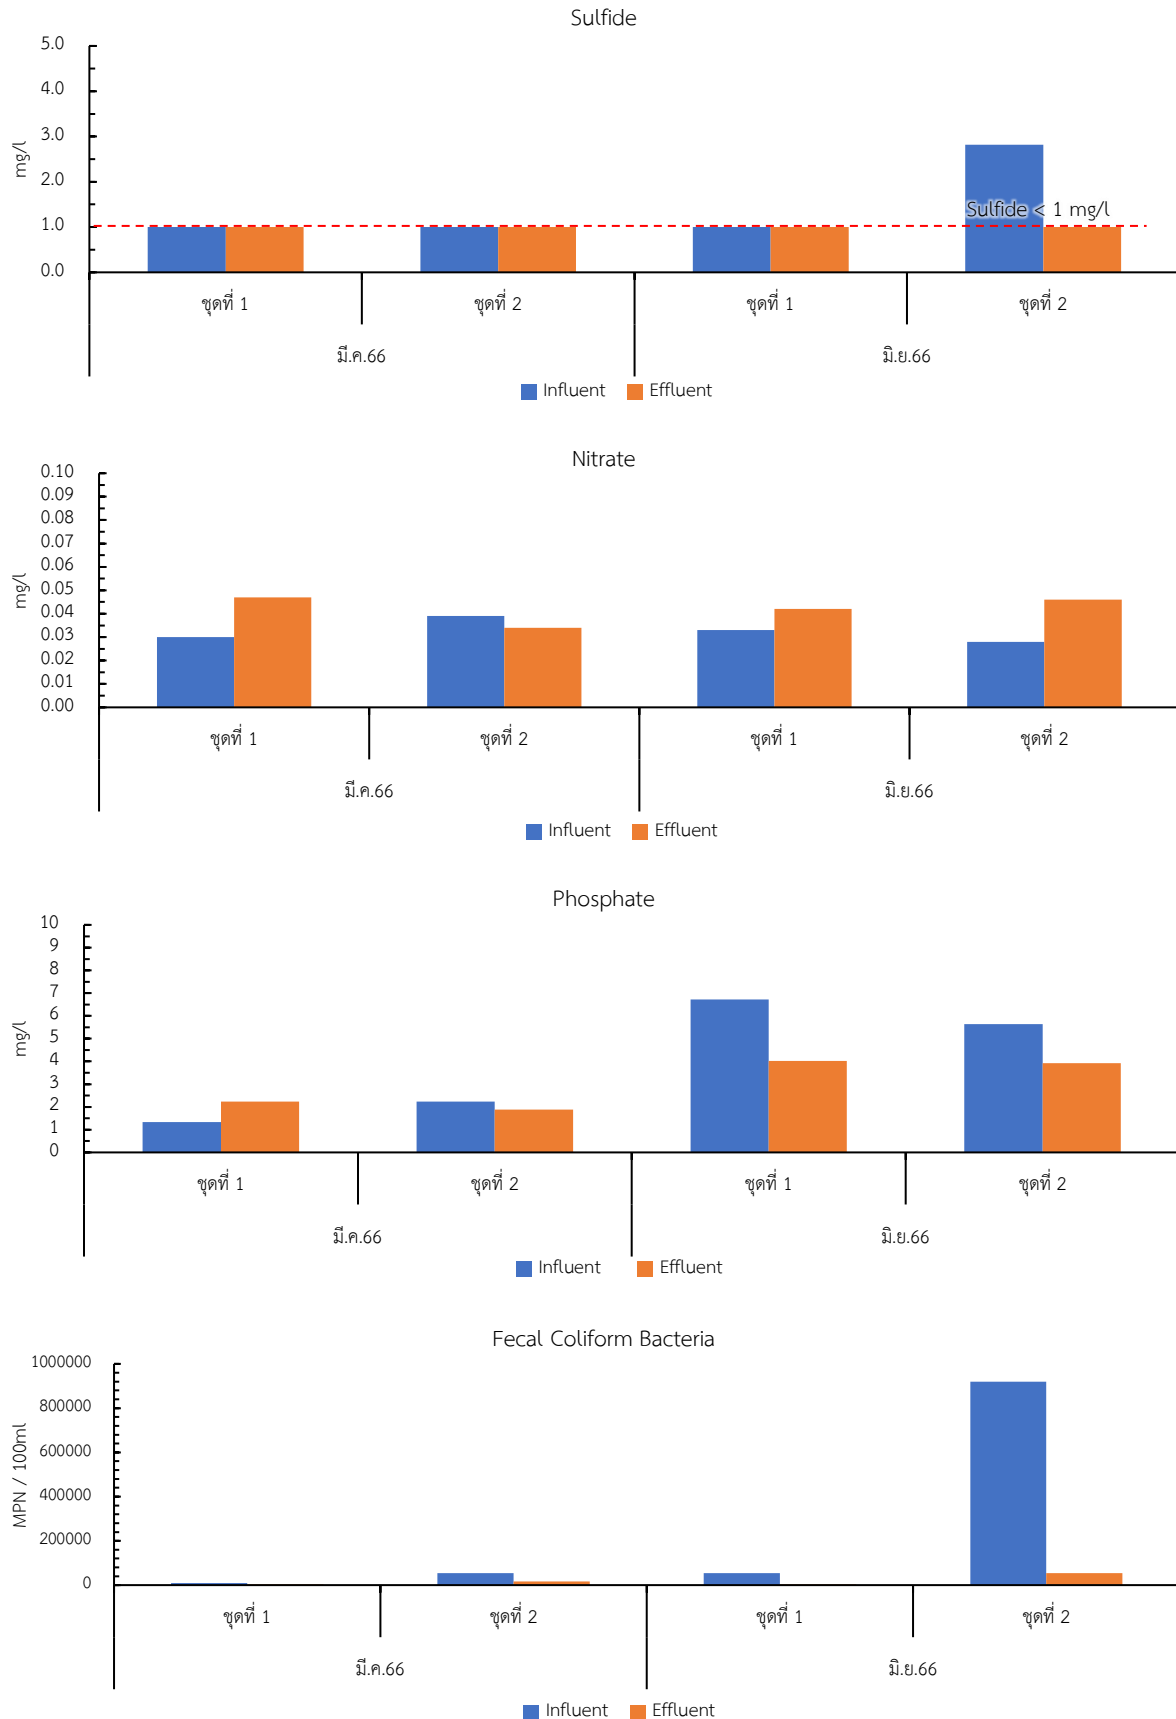 Sulfide
5.0
4.0
3.0
2.0
1.0
0.0
mg/l
Sulfide < 1 mg/l
ชุดที่ 1 ชุดที่ 2 ชุดที่ 1 ชุดที่ 2
มี.ค.66 มิ.ย.66
Influent Effluent
Nitrate
0.10
0.09
0.08
0.07
0.06
0.05
0.04
0.03
0.02
0.01
0.00
mg/l
ชุดที่ 1 ชุดที่ 2 ชุดที่ 1 ชุดที่ 2
มี.ค.66 มิ.ย.66
Influent Effluent
Phosphate
10
9
8
7
6
5
4
3
2
1
0
mg/l
ชุดที่ 1 ชุดที่ 2 ชุดที่ 1 ชุดที่ 2
มี.ค.66 มิ.ย.66
Influent Effluent
Fecal Coliform Bacteria
1000000
800000
600000
400000
200000
0
MPN / 100ml
ชุดที่ 1 ชุดที่ 2 ชุดที่ 1 ชุดที่ 2
มี.ค.66 มิ.ย.66
Influent Effluent